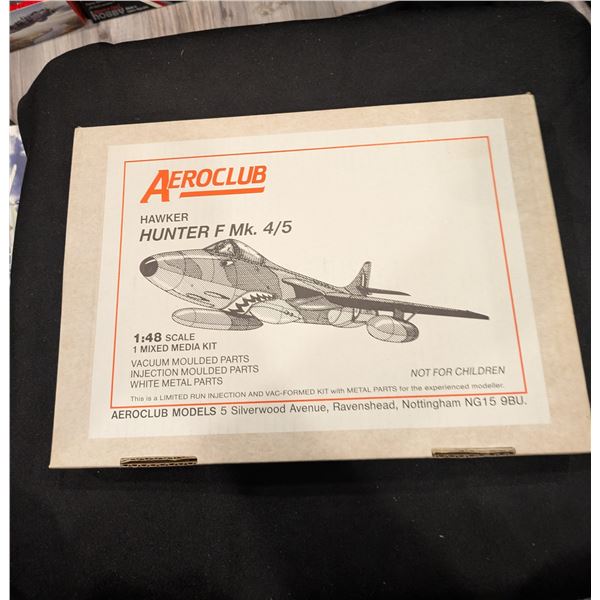 AEROCLUB
HAWKER
HUNTER F Mk. 4/5
1:48 SCALE
1 MIXED MEDIA KIT
VACUUM MOULDED PARTS
INJECTION MOULDED PARTS
WHITE METAL PARTS
NOT FOR CHILDREN
This is a LIMITED RUN INJECTION AND VAC-FORMED KIT with METAL PARTS for the experienced modeller.
AEROCLUB MODELS 5 Silverwood Avenue, Ravenshead, Nottingham NG15 9BU.